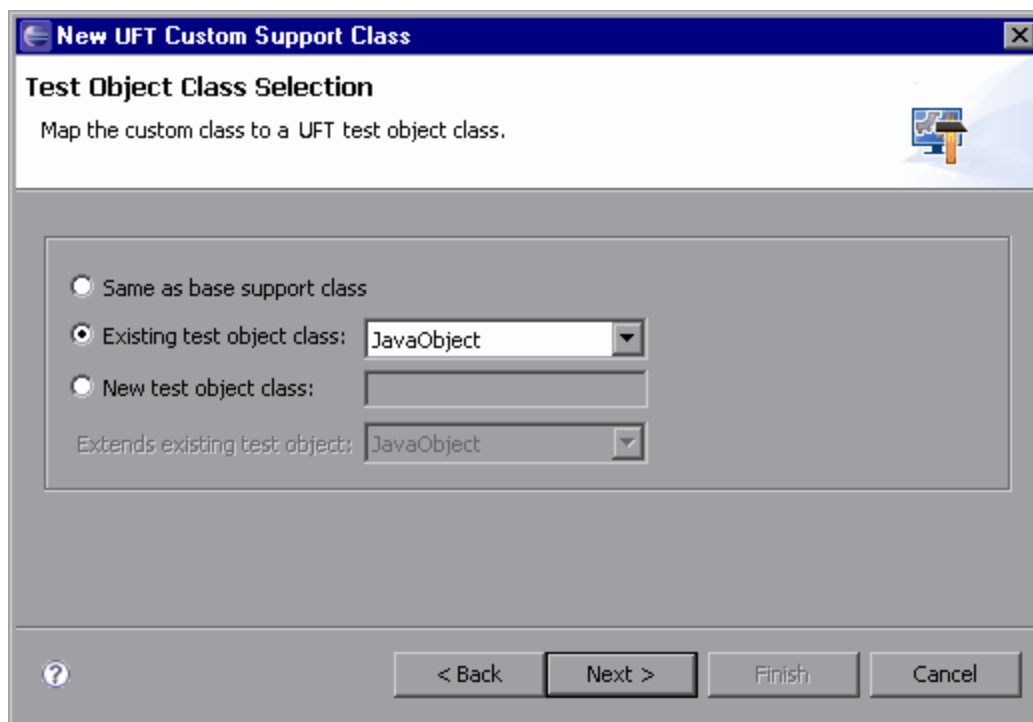 New UFT Custom Support Class
Test Object Class Selection
Map the custom class to a UFT test object class.
Same as base support class
Existing test object class: JavaObject
New test object class:
Extends existing test object: JavaObject
? < Back Next > Finish Cancel